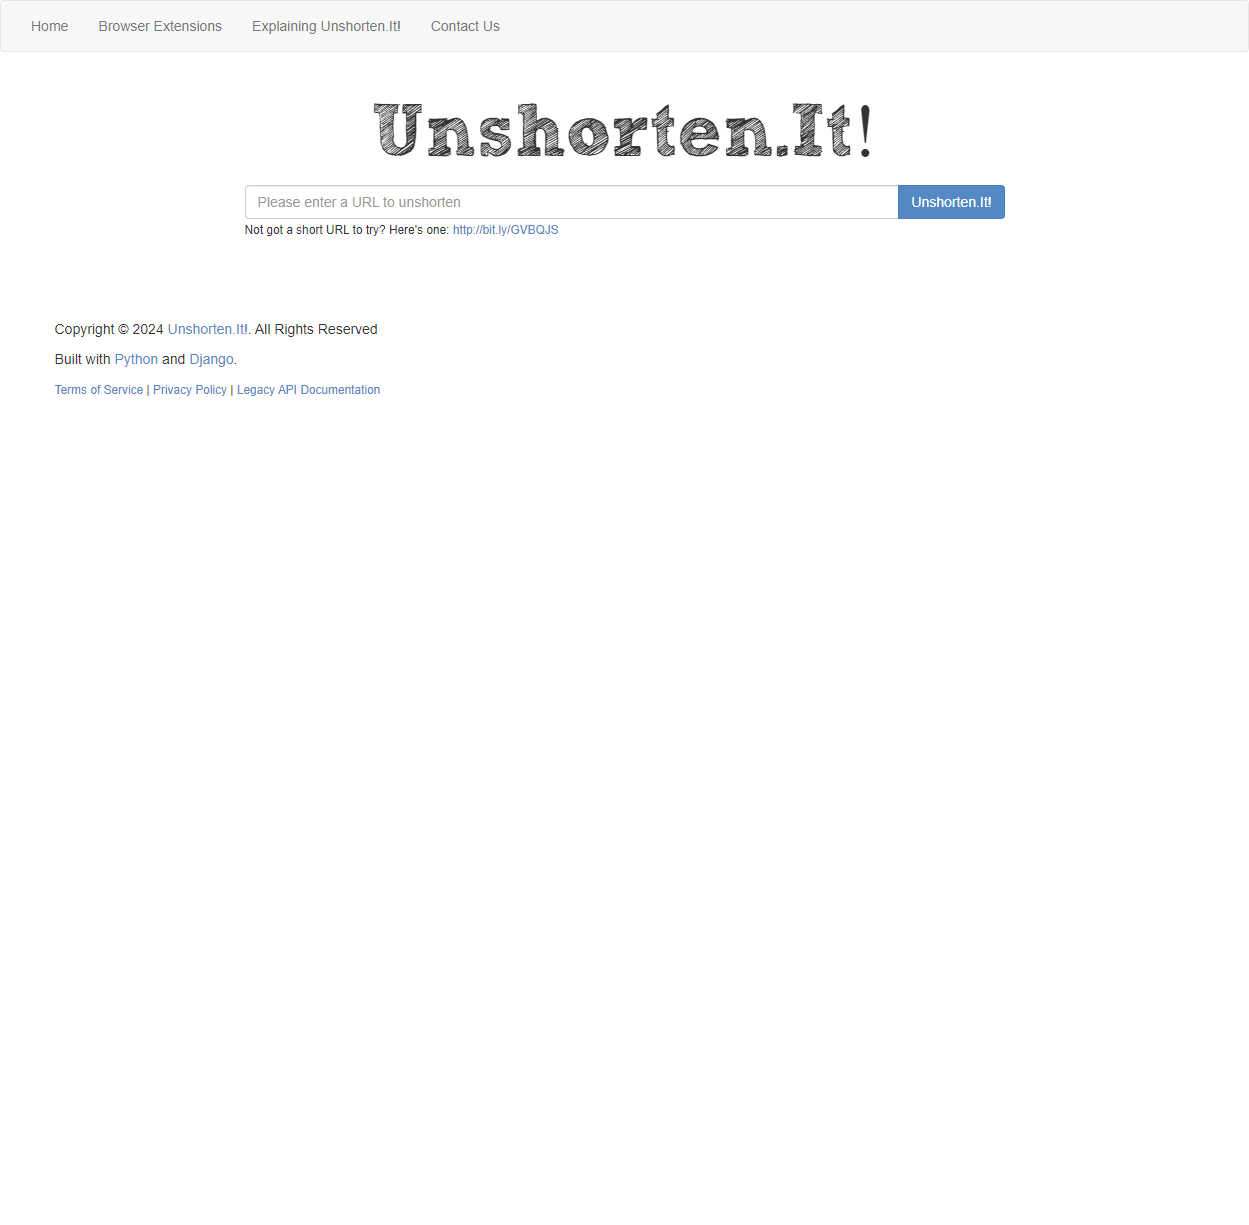 Home Browser Extensions Explaining Unshorten.It! Contact Us
Unshorten.It!
Please enter a URL to unshorten Unshorten.It!
Not got a short URL to try? Here's one: http://bit.ly/GVBQJS
Copyright © 2024 Unshorten.It!. All Rights Reserved
Built with Python and Django.
Terms of Service | Privacy Policy | Legacy API Documentation